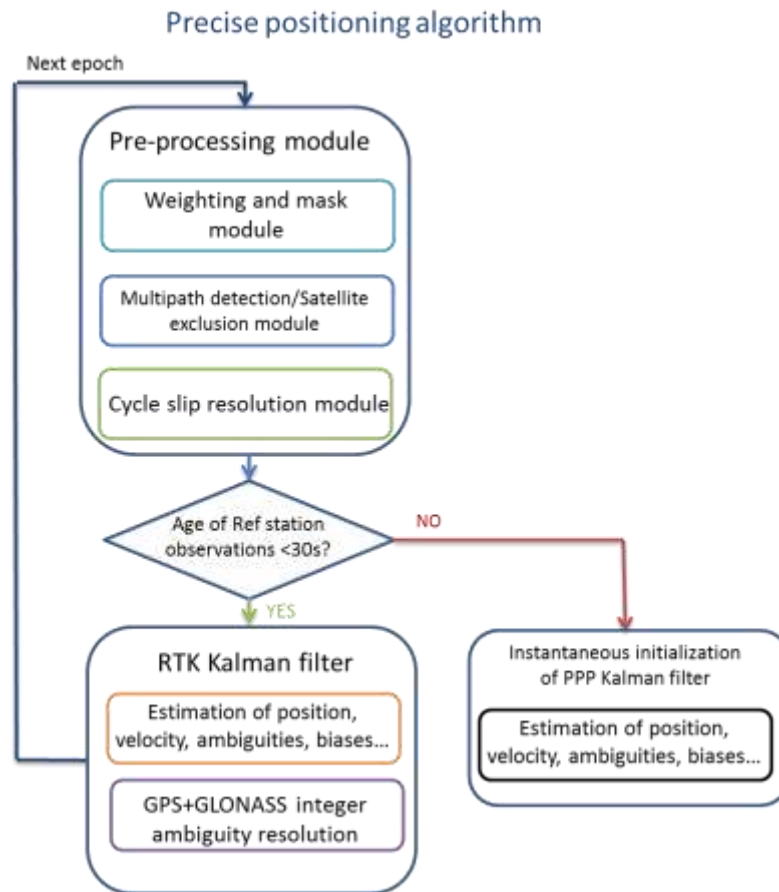 Precise positioning algorithm
Next epoch
Pre-processing module
Weighting and mask
module
Multipath detection/Satellite
exclusion module
Cycle slip resolution module
Age of Ref station
observations <30s?
NO
YES
RTK Kalman filter
Estimation of position,
velocity, ambiguities, biases...
GPS+GLONASS integer
ambiguity resolution
Instantaneous initialization
of PPP Kalman filter
Estimation of position,
velocity, ambiguities, biases...